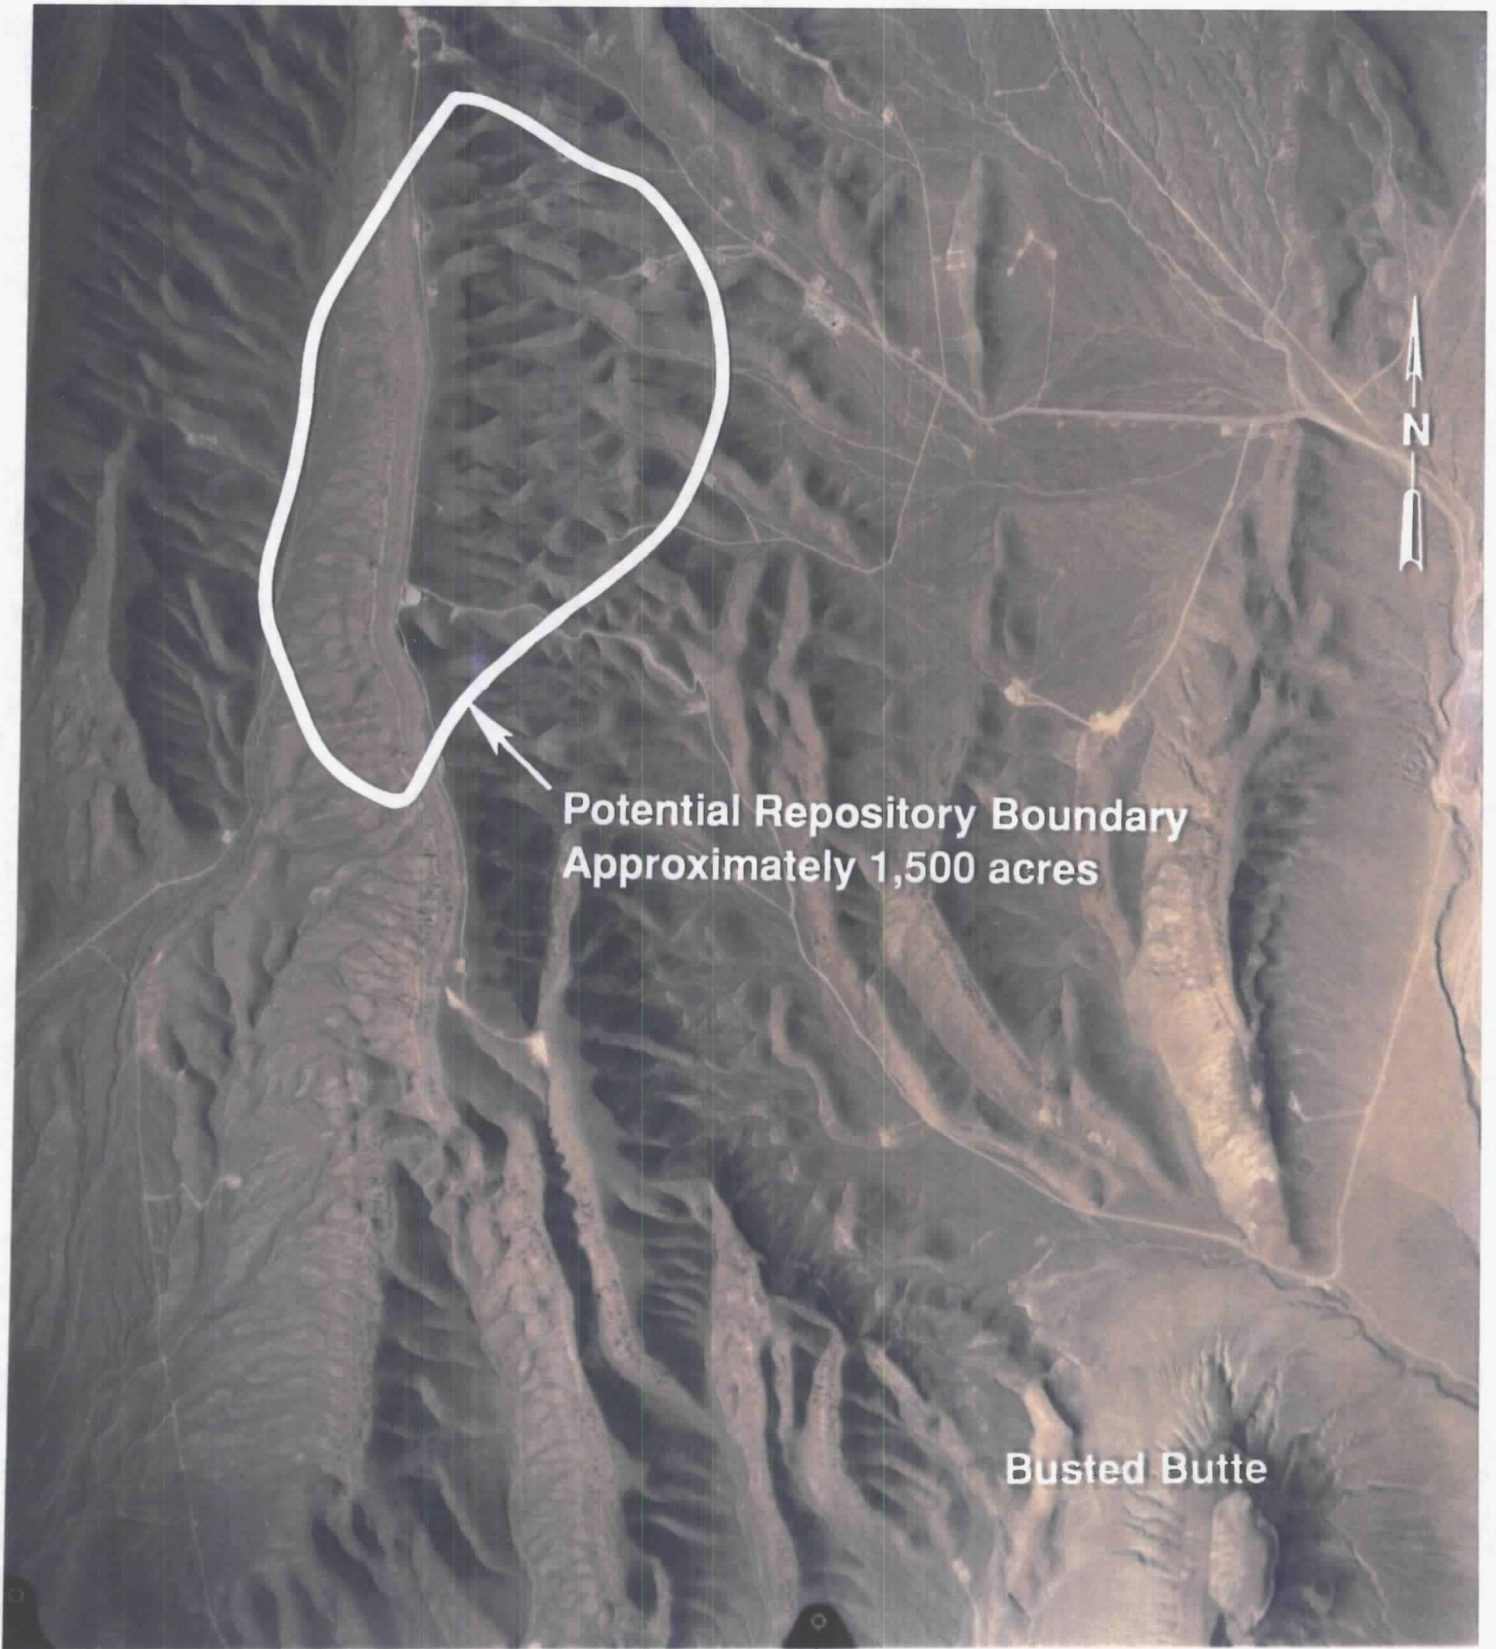 N
Potential Repository Boundary
Approximately 1,500 acres
Busted Butte